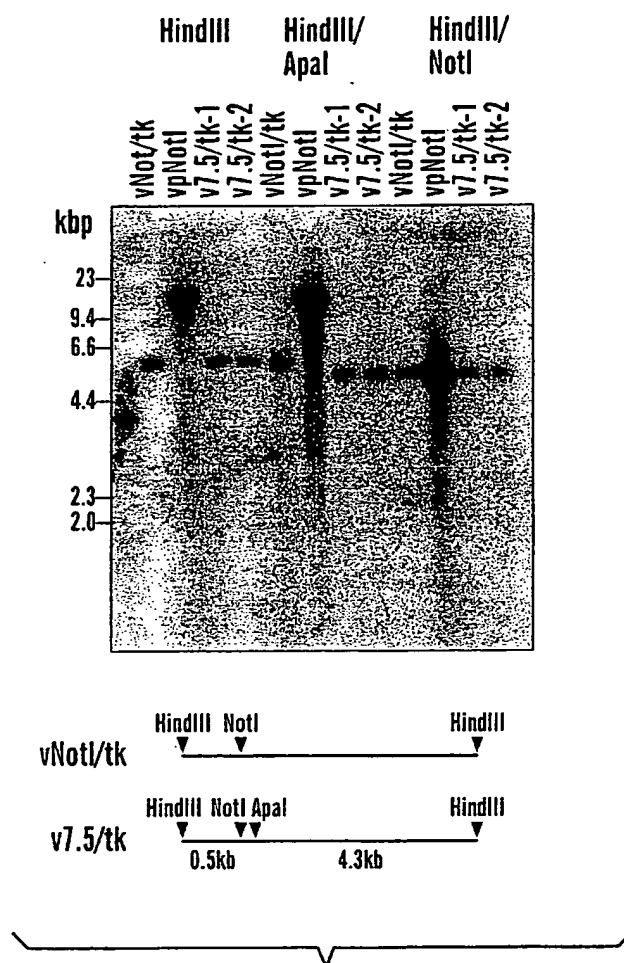 HindIII HindIII/ HindIII/
ApaI NotI
vNot/tk vpNotI v7.5/tk-1 v7.5/tk-2 vNotI/tk vpNotI v7.5/tk-1 v7.5/tk-2 vNotI/tk vpNotI v7.5/tk-1 v7.5/tk-2
kbp
23
9.4
6.6
4.4
2.3
2.0
HindIII NotI HindIII
vNotI/tk
HindIII NotI ApaI HindIII
v7.5/tk
0.5kb 4.3kb